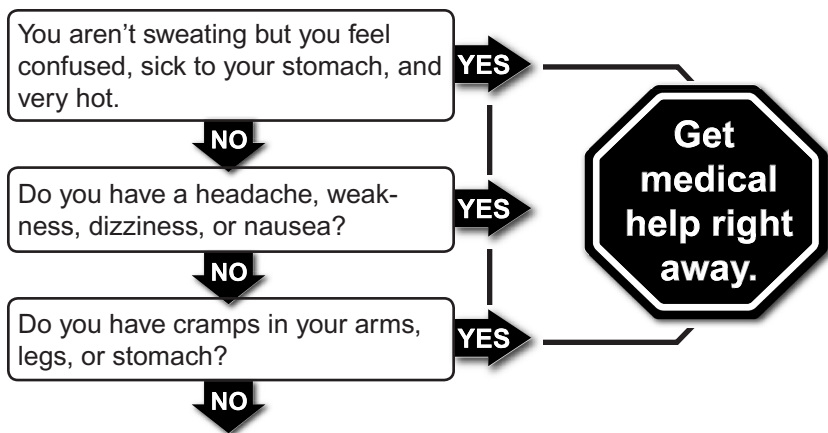 You aren’t sweating but you feel
confused, sick to your stomach, and
very hot.
YES
NO
Do you have a headache, weak-
ness, dizziness, or nausea?
YES
NO
Do you have cramps in your arms,
legs, or stomach?
YES
NO
Get
medical
help right
away.